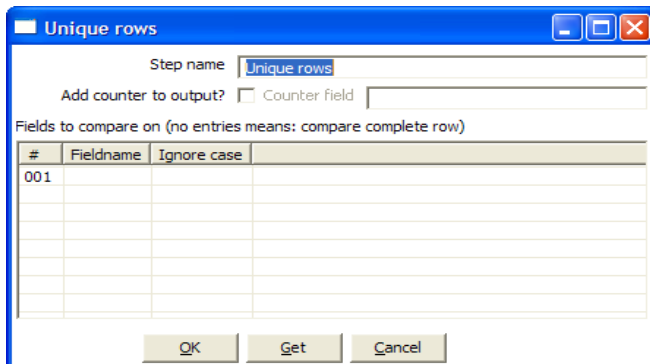 Unique rows
Step name Unique rows
Add counter to output? Counter field
Fields to compare on (no entries means: compare complete row)
# Fieldname Ignore case
001
OK Get Cancel